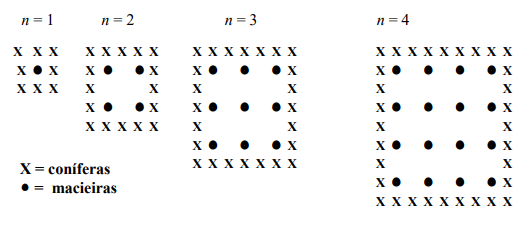 n = 1 n = 2 n = 3 n = 4
X X X X X X X X X X X X X X X X X X X X X X X X
X ● X X ● ● X X ● ● ● X X ● ● ● ● X
X X X X X X X X X
X ● ● X X ● ● ● X X ● ● ● ● X
X X X X X X X X X
X ● ● ● X X ● ● ● ● X
X X X X X X X X X
X = coníferas
X ● ● ● ● X
● = macieiras
X X X X X X X X X